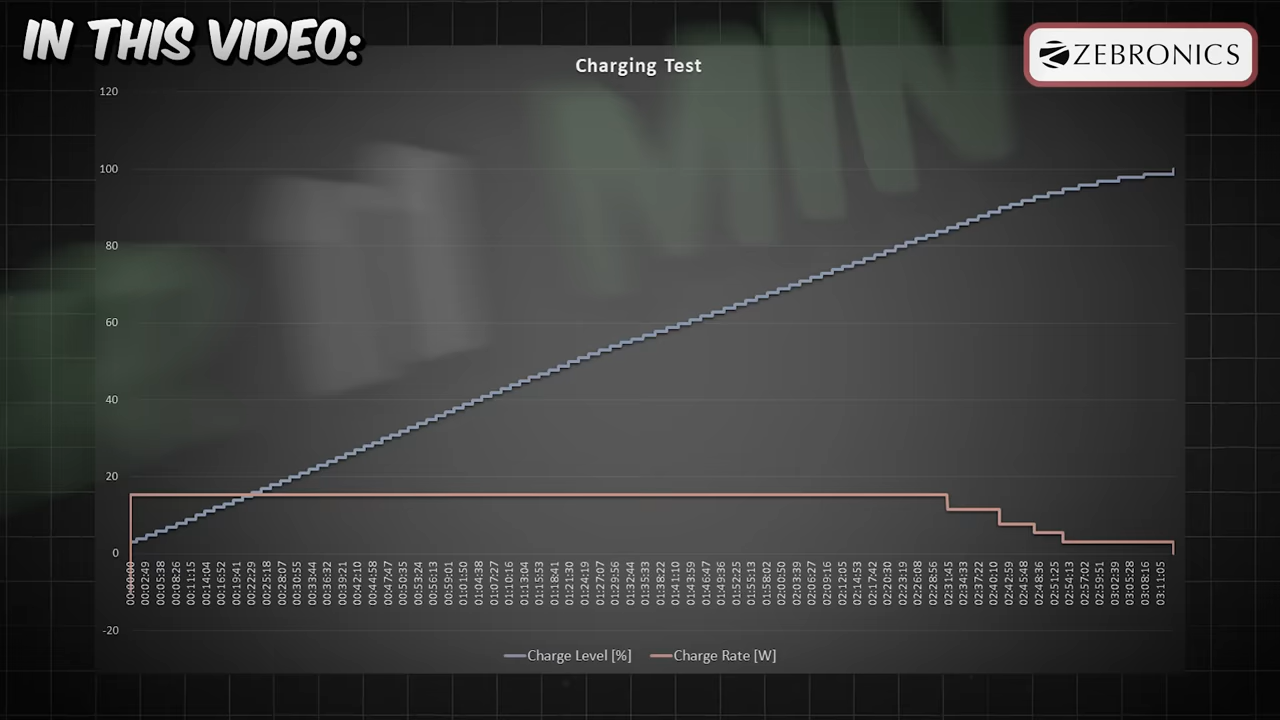 IN THIS VIDEO:
ZEBRONICS
Charging Test
120
100
80
60
40
20
0
-20
00:00:00 00:02:49 00:05:38 00:08:26 00:11:15 00:14:04 00:16:52 00:19:41 00:22:29 00:25:18 00:28:07 00:30:55 00:33:44 00:36:32 00:39:21 00:42:10 00:44:58 00:47:47 00:50:35 00:53:24 00:56:13 00:59:01 01:01:50 01:04:38 01:07:27 01:10:16 01:13:04 01:15:53 01:18:41 01:21:30 01:24:19 01:27:07 01:29:56 01:32:44 01:35:33 01:38:22 01:41:10 01:43:59 01:46:47 01:49:36 01:52:25 01:55:13 01:58:02 02:00:50 02:03:39 02:06:27 02:09:16 02:12:05 02:14:53 02:17:42 02:20:30 02:23:19 02:26:08 02:28:56 02:31:45 02:34:33 02:37:22 02:40:10 02:42:59 02:45:48 02:48:36 02:51:25 02:54:13 02:57:02 02:59:51 03:02:39 03:05:28 03:08:16 03:11:05
Charge Level [%] Charge Rate [W]
MIN